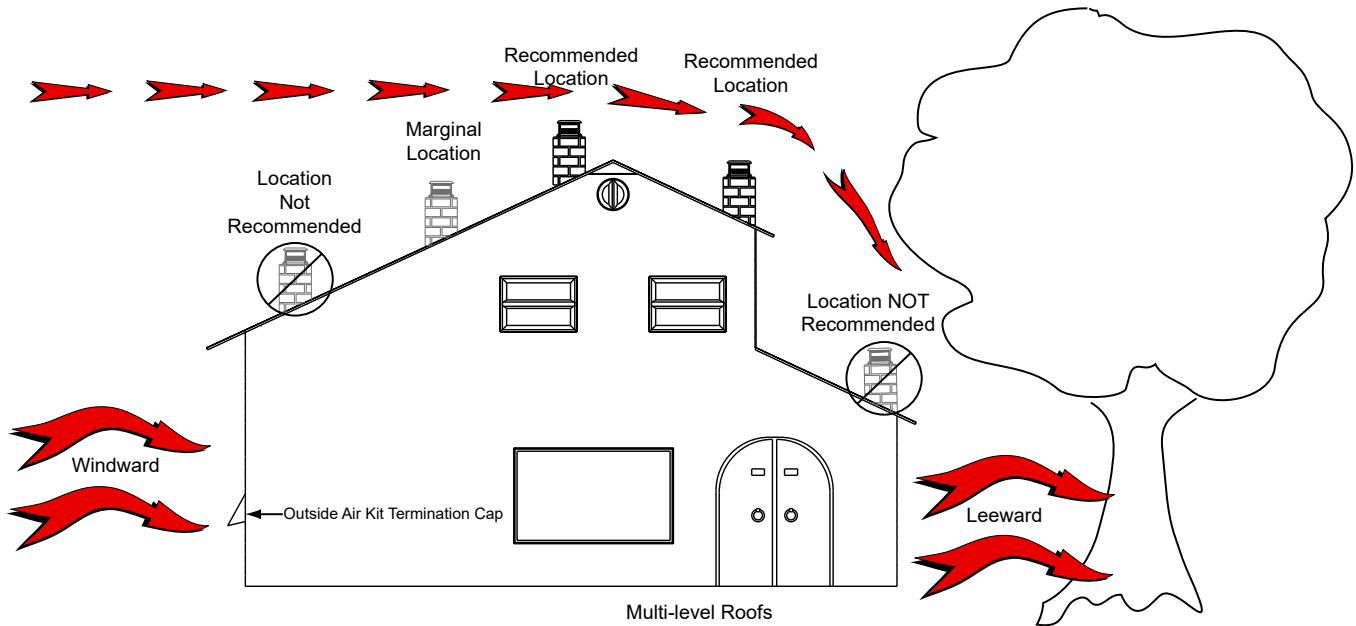 Recommended
Location
Recommended
Location
Marginal
Location
Location
Not
Recommended
Location NOT
Recommended
Windward
Outside Air Kit Termination Cap
Leeward
Multi-level Roofs